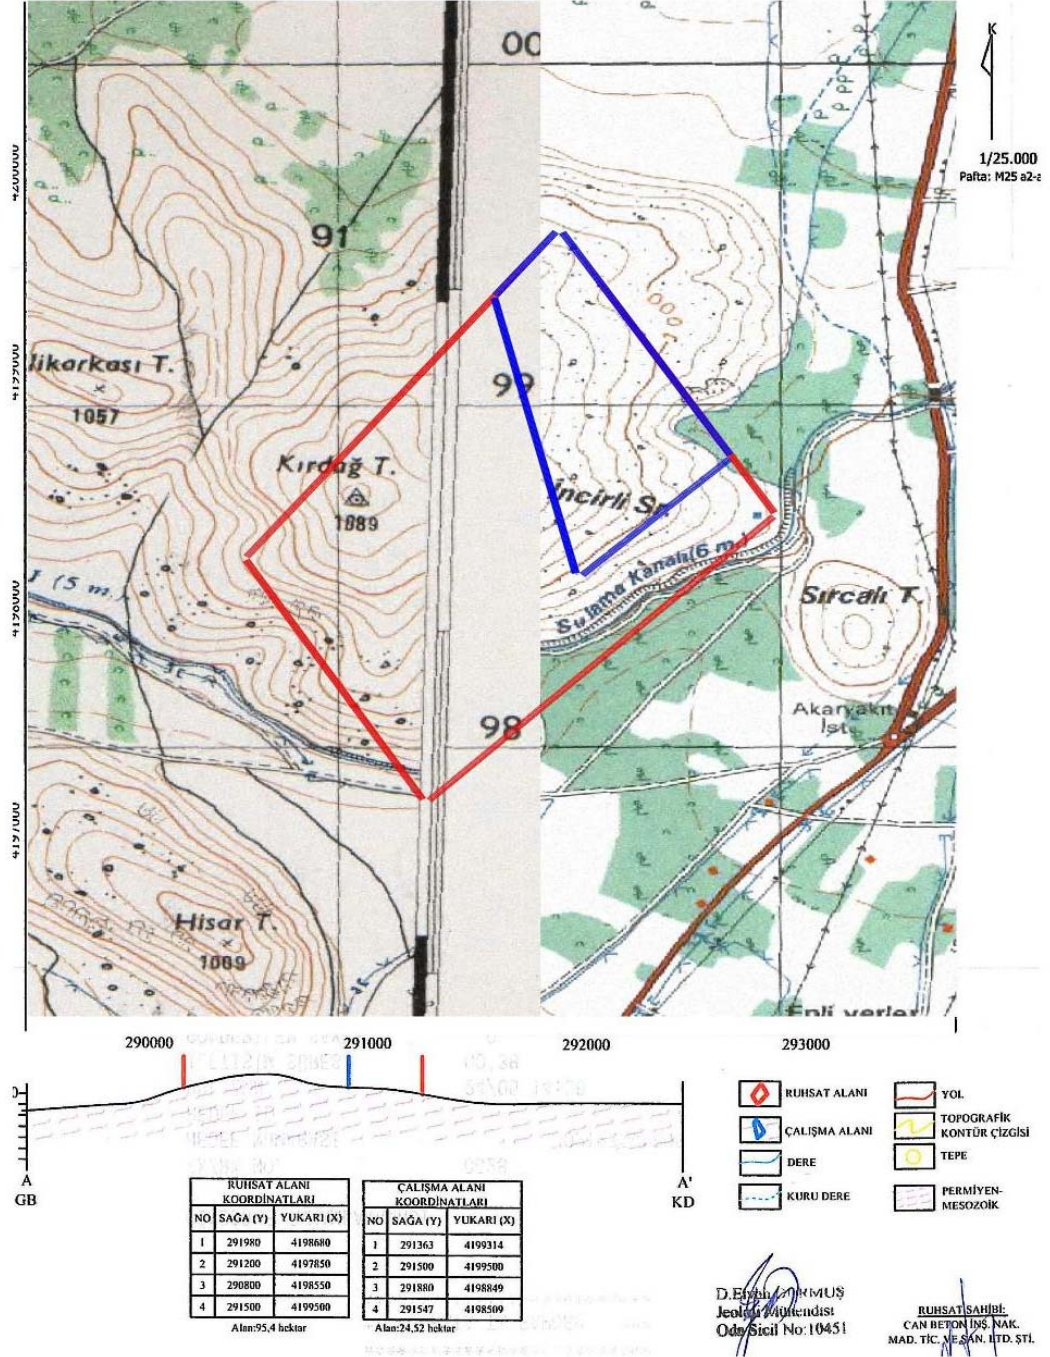 00
K
1/25.000
Pafta: M25 a2-a
4200000
91
4199000
likarkası T.
1057
99
Kırdağ T.
1089
İncirli Sr.
Sulama Kanalı (6 m.)
I (5 m.)
4198000
Sırcalı T.
Akaryakıt
İst.
98
4197000
Hisar T.
1009
290000
291000
292000
293000
A
GB
A'
KD
RUHSAT ALANI
ÇALIŞMA ALANI
DERE
KURU DERE
YOL
TOPOGRAFİK
KONTÜR ÇİZGİSİ
TEPE
PERMİYEN-
MESOZOİK
RUHSAT ALANI
KOORDİNATLARI
NO SAĞA (Y) YUKARI (X)
1 291980 4198680
2 291200 4197850
3 290800 4198550
4 291500 4199500
Alan:95,4 hektar
ÇALIŞMA ALANI
KOORDİNATLARI
NO SAĞA (Y) YUKARI (X)
1 291363 4199314
2 291500 4199500
3 291880 4198849
4 291547 4198509
Alan:24,52 hektar
Jeoloji Mühendisi
Oda Sicil No:10451
RUHSAT SAHİBİ:
CAN BETON İNŞ. NAK.
MAD. TİC. VE SAN. LTD. ŞTİ.